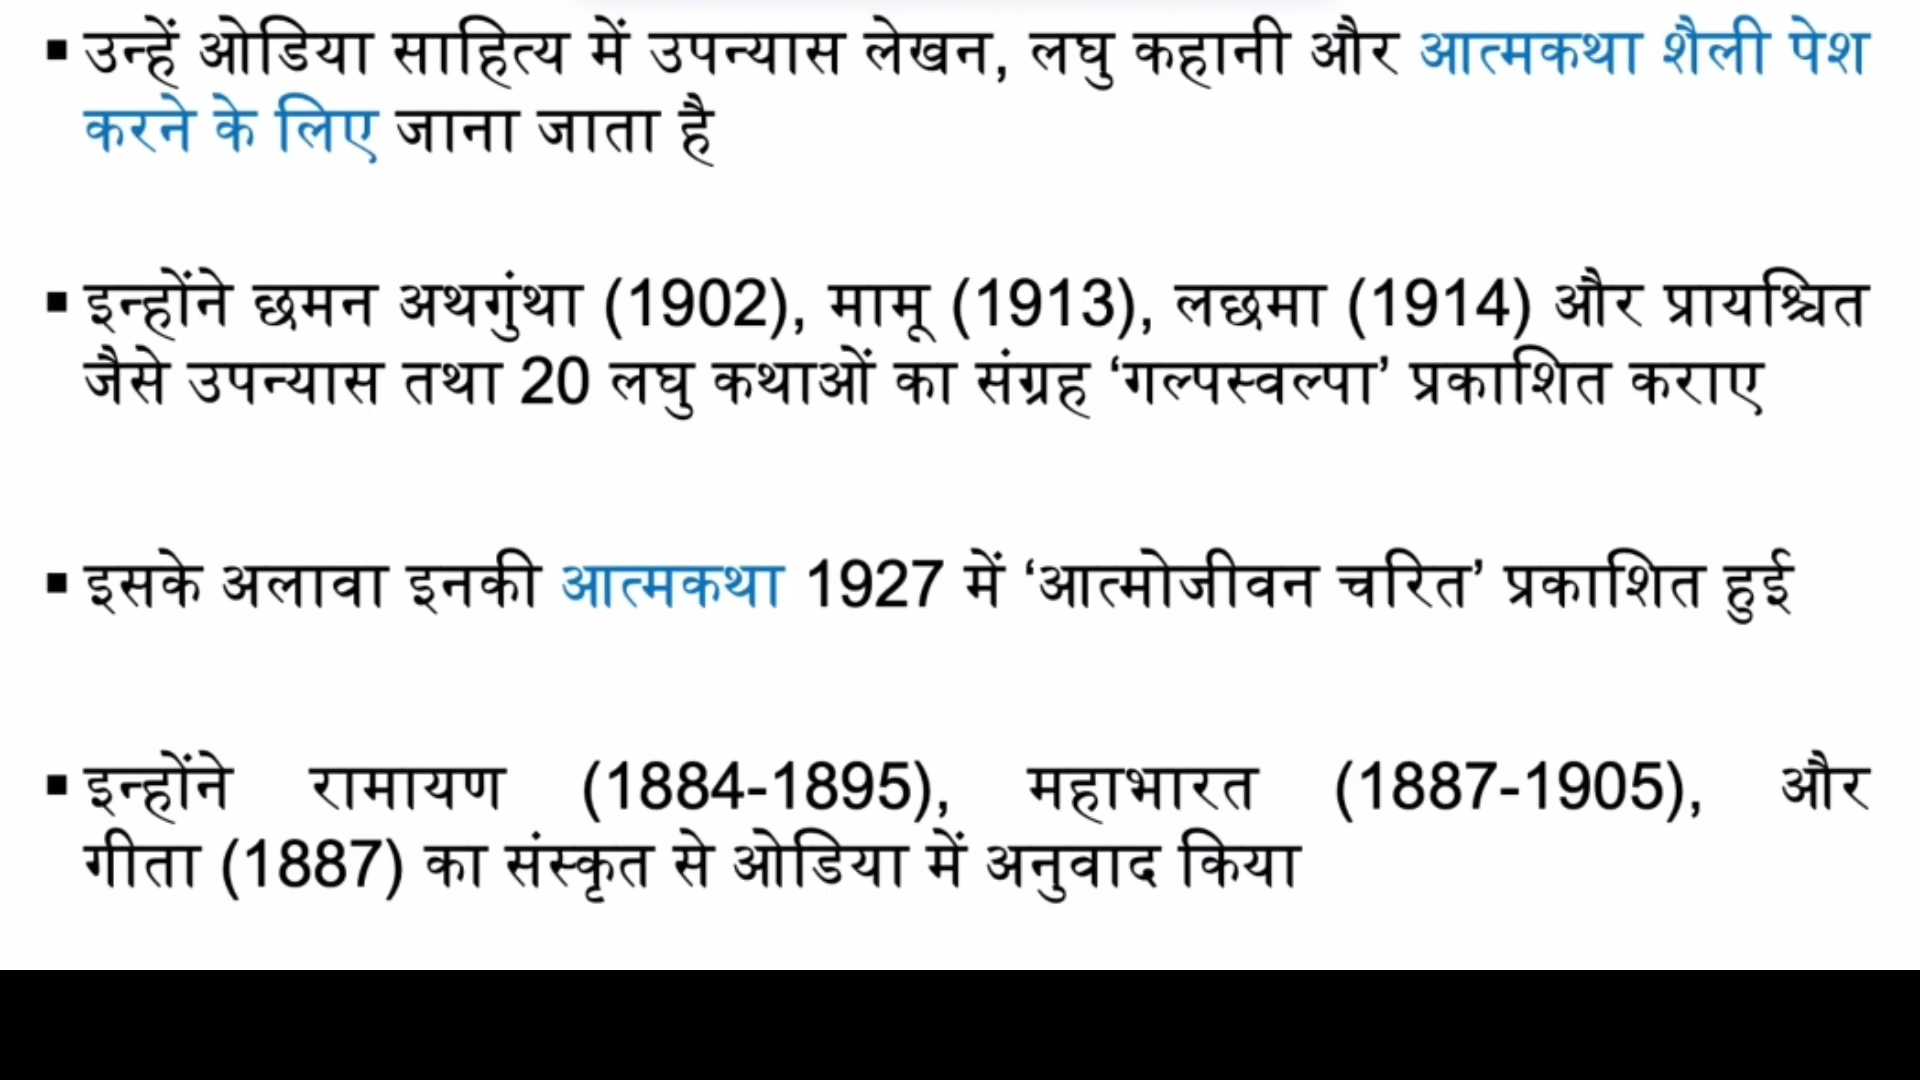 ▪ उन्हें ओडिया साहित्य में उपन्यास लेखन, लघु कहानी और आत्मकथा शैली पेश
करने के लिए जाना जाता है
▪ इन्होंने छमन अथगुंथा (1902), मामू (1913), लछमा (1914) और प्रायश्चित
जैसे उपन्यास तथा 20 लघु कथाओं का संग्रह ‘गल्पस्वल्पा’ प्रकाशित कराए
▪ इसके अलावा इनकी आत्मकथा 1927 में ‘आत्मोजीवन चरित’ प्रकाशित हुई
▪ इन्होंने रामायण (1884-1895), महाभारत (1887-1905), और
गीता (1887) का संस्कृत से ओडिया में अनुवाद किया